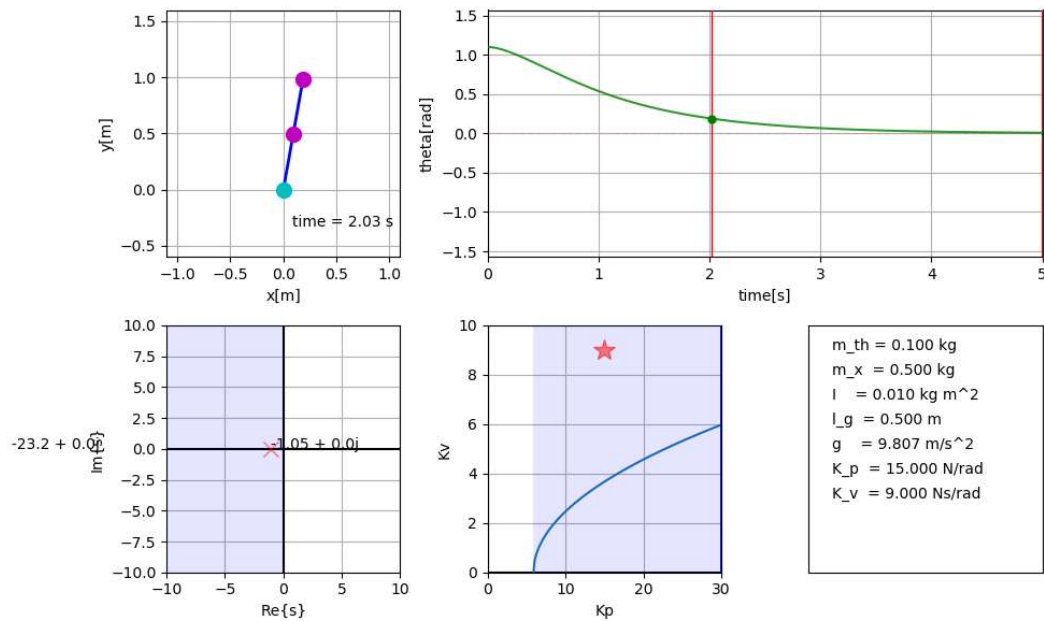 1.5
1.0
0.5
0.0
−0.5
y[m]
time = 2.03 s
−1.0 −0.5 0.0 0.5 1.0
x[m]
1.5
1.0
0.5
0.0
−0.5
−1.0
−1.5
theta[rad]
0 1 2 3 4 5
time[s]
10.0
7.5
5.0
2.5
0.0
−2.5
−5.0
−7.5
−10.0
Im{s}
-23.2 + 0.0j
-1.05 + 0.0j
−10 −5 0 5 10
Re{s}
10
8
6
4
2
0
Kv
0 10 20 30
Kp
m_th = 0.100 kg
m_x = 0.500 kg
I = 0.010 kg m^2
l_g = 0.500 m
g = 9.807 m/s^2
K_p = 15.000 N/rad
K_v = 9.000 Ns/rad